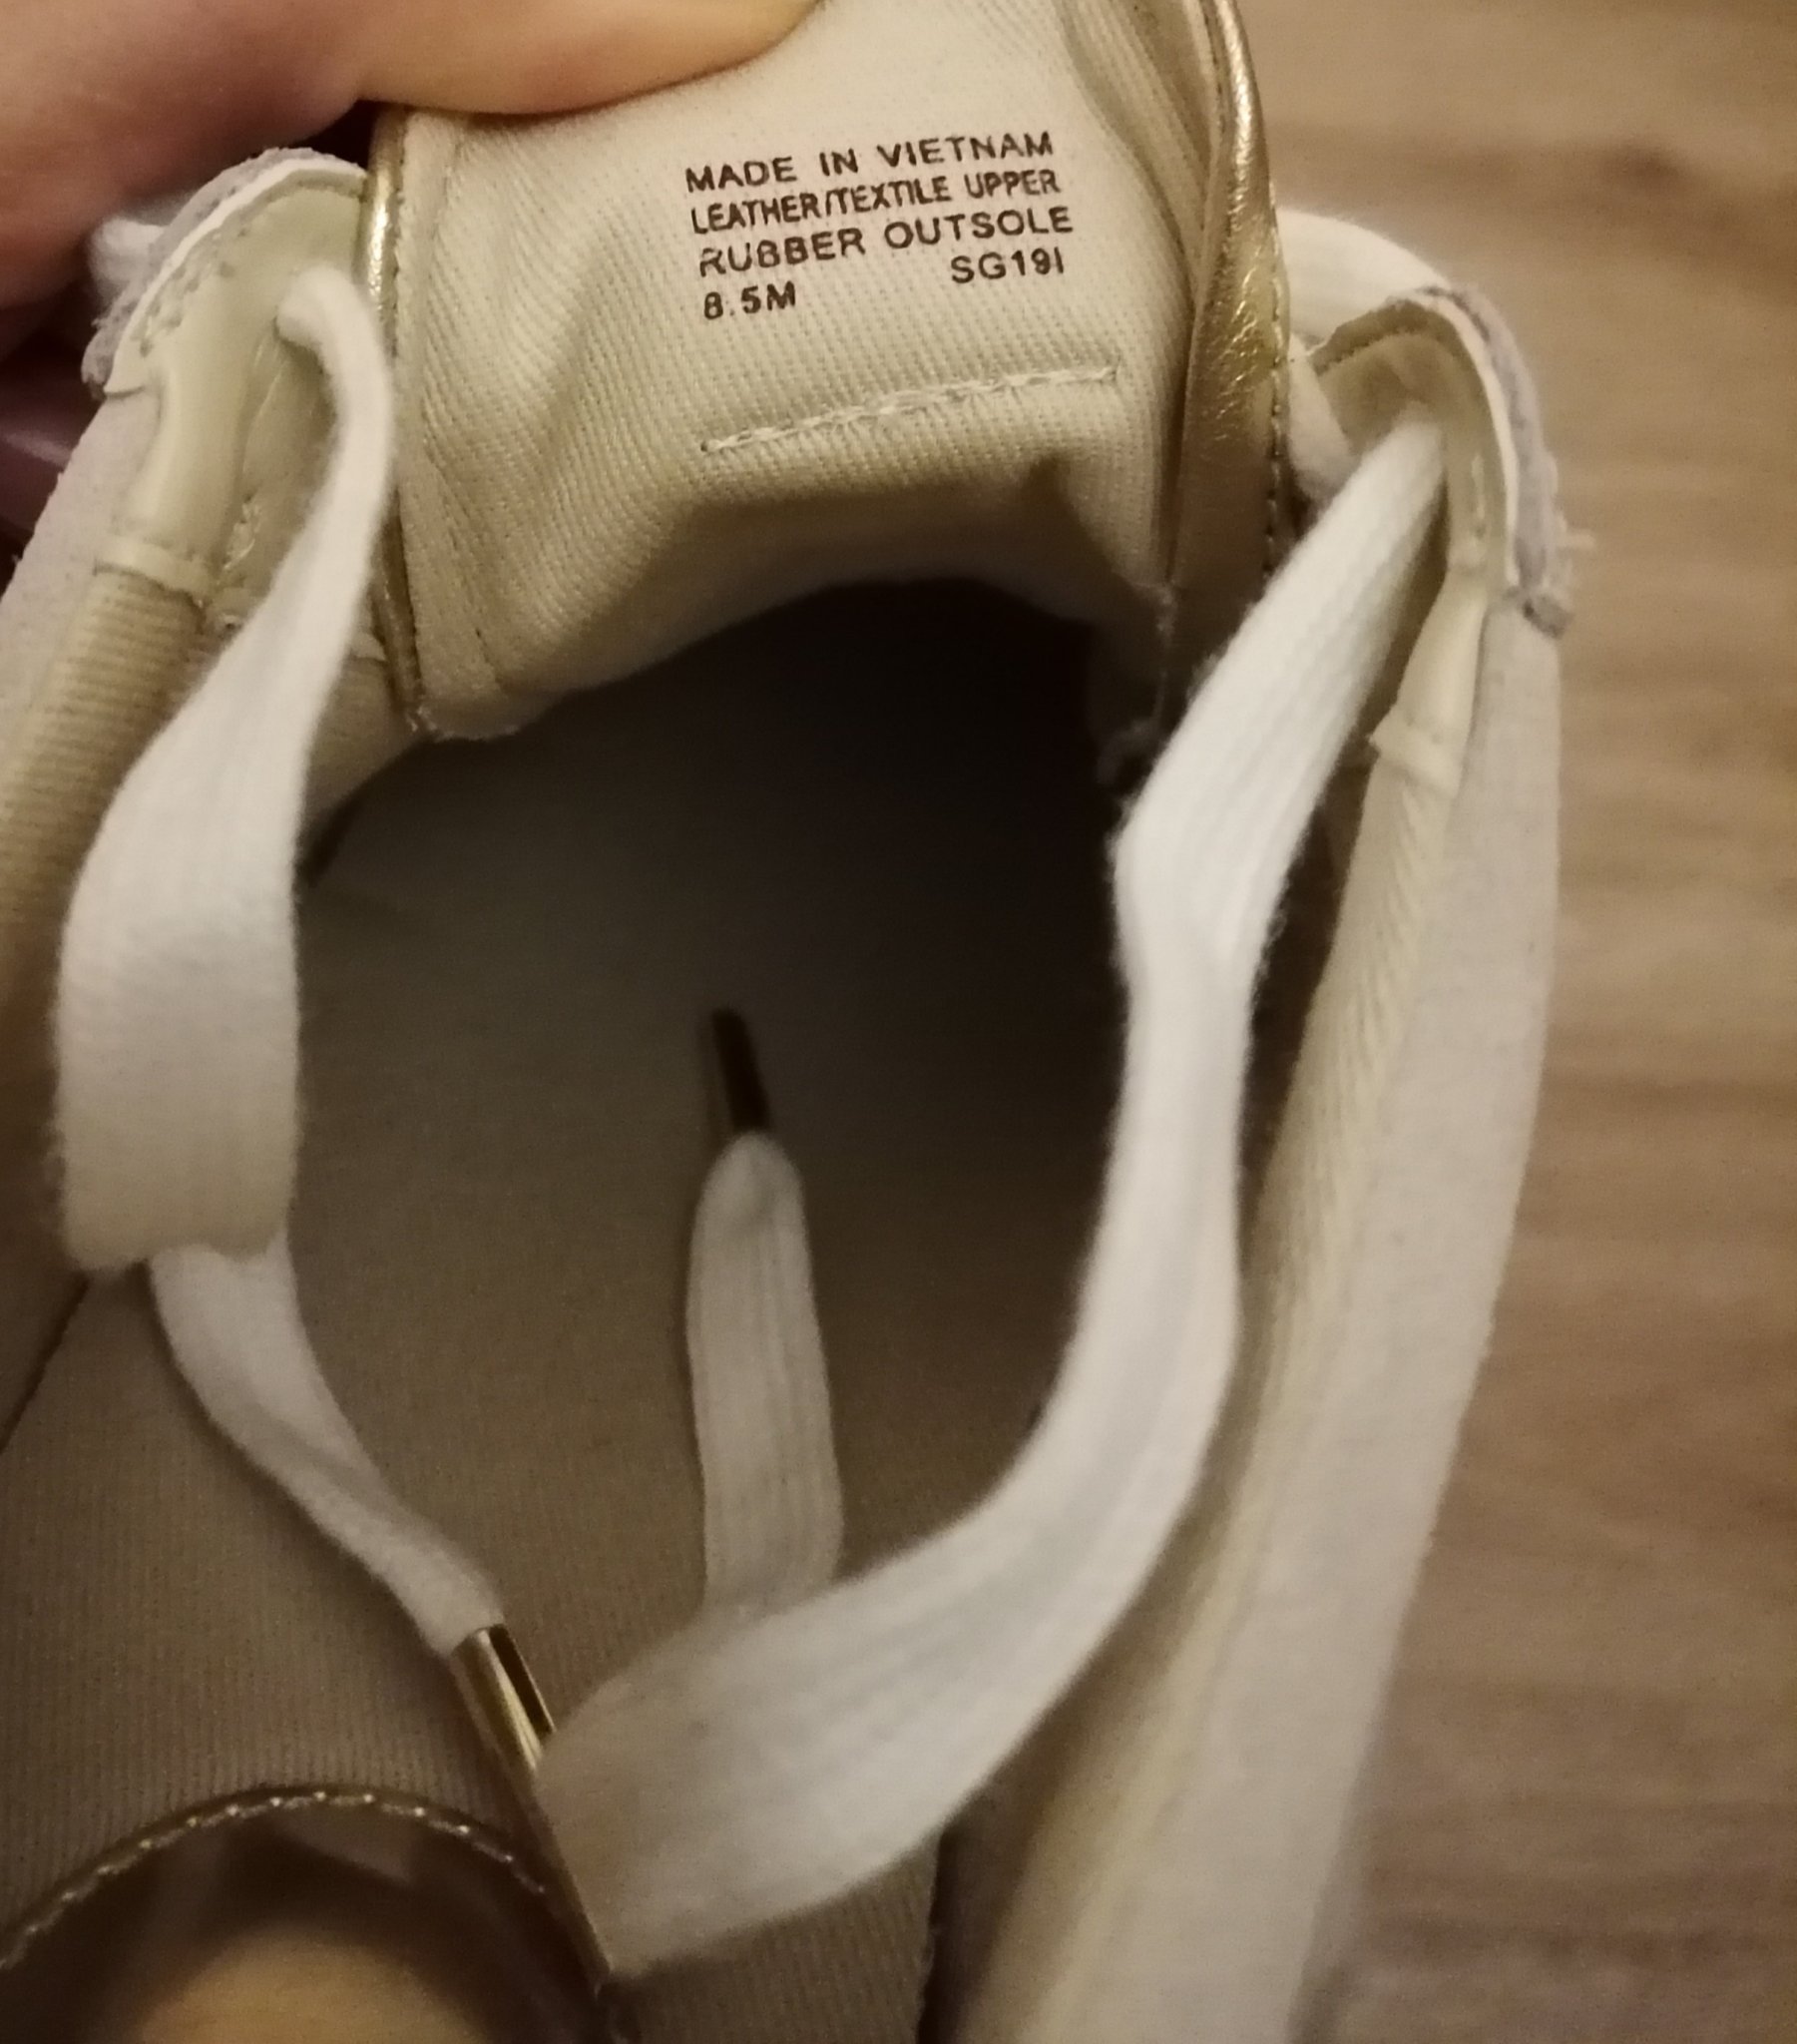 MADE IN VIETNAM
LEATHER/TEXTILE UPPER
RUBBER OUTSOLE
8.5M SG19I